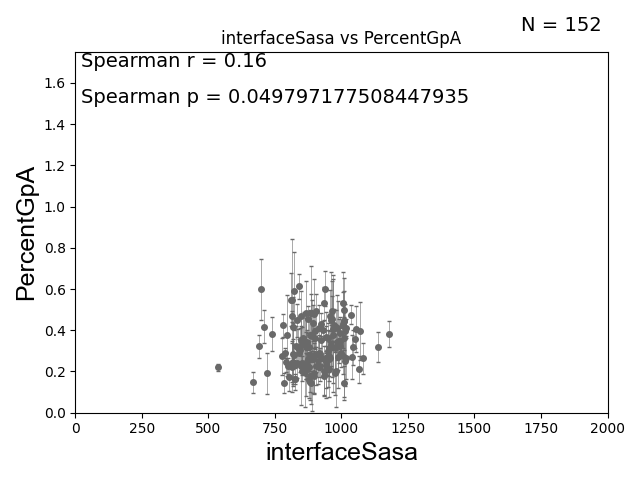 N = 152
interfaceSasa vs PercentGpA
Spearman r = 0.16
Spearman p = 0.049797177508447935
PercentGpA
1.6
1.4
1.2
1.0
0.8
0.6
0.4
0.2
0.0
0 250 500 750 1000 1250 1500 1750 2000
interfaceSasa